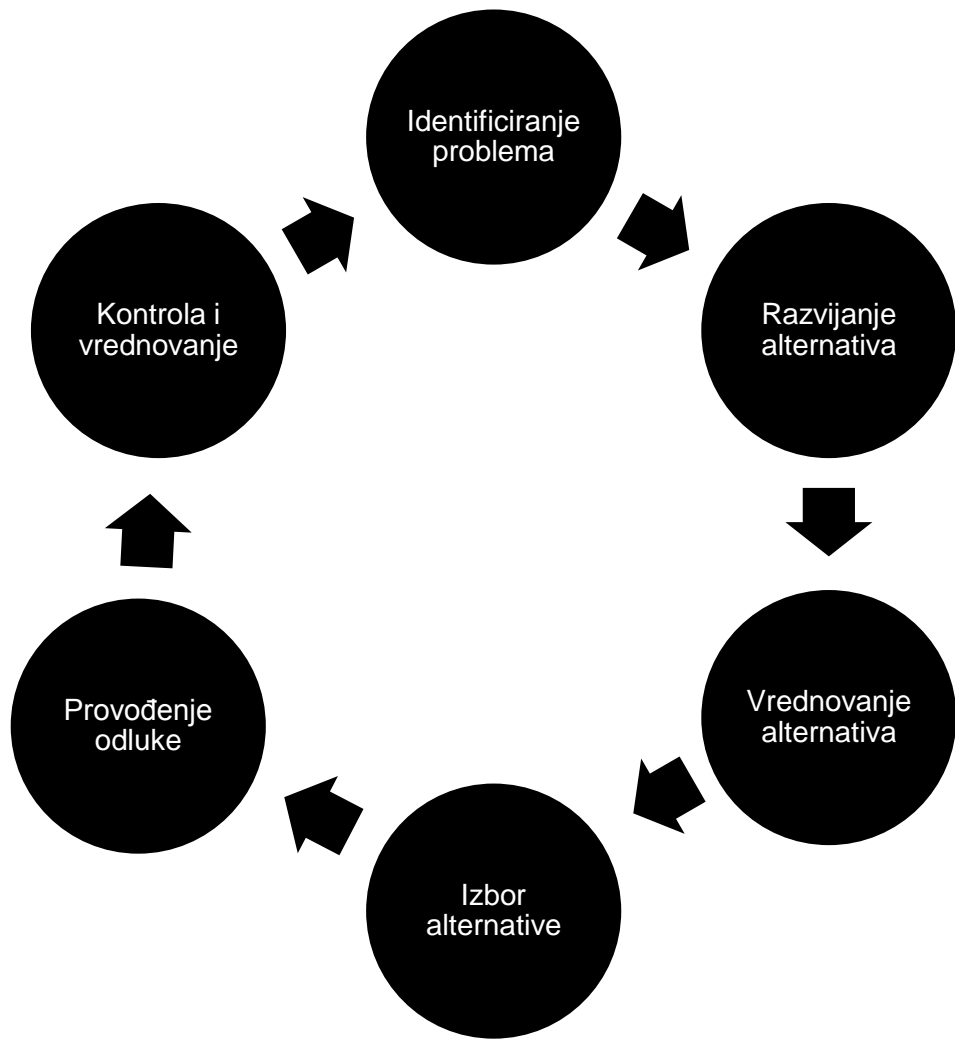 Identificiranje
problema
Razvijanje
alternativa
Vrednovanje
alternativa
Izbor
alternative
Provođenje
odluke
Kontrola i
vrednovanje